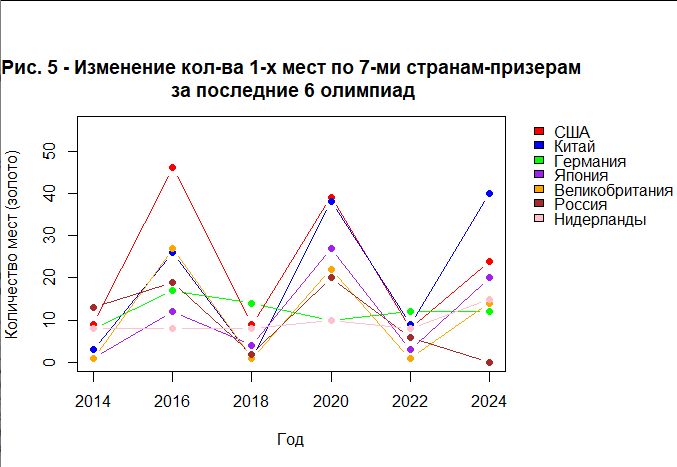 Рис. 5 - Изменение кол-ва 1-х мест по 7-ми странам-призерам
за последние 6 олимпиад
Количество мест (золото)
50
40
30
20
10
0
2014 2016 2018 2020 2022 2024
Год
США
Китай
Германия
Япония
Великобритания
Россия
Нидерланды